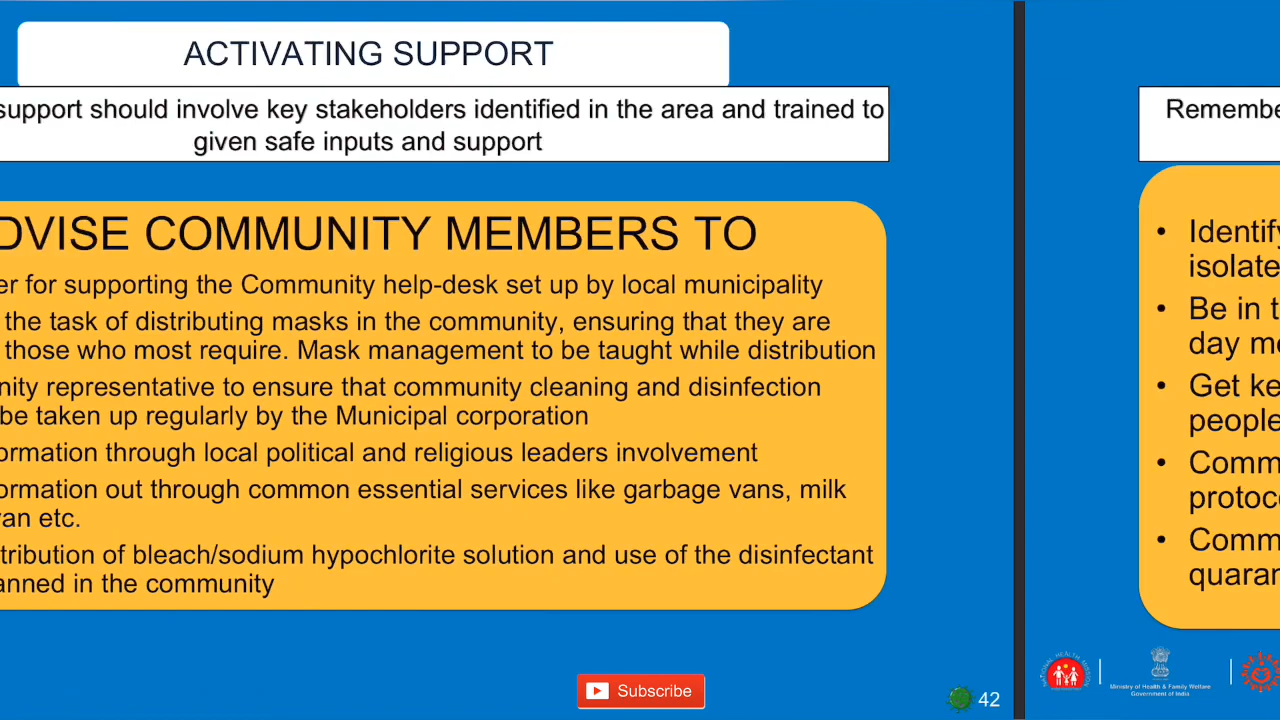 ACTIVATING SUPPORT
support should involve key stakeholders identified in the area and trained to
given safe inputs and support
DVISE COMMUNITY MEMBERS TO
er for supporting the Community help-desk set up by local municipality
the task of distributing masks in the community, ensuring that they are
those who most require. Mask management to be taught while distribution
nity representative to ensure that community cleaning and disinfection
be taken up regularly by the Municipal corporation
ormation through local political and religious leaders involvement
ormation out through common essential services like garbage vans, milk
van etc.
tribution of bleach/sodium hypochlorite solution and use of the disinfectant
anned in the community
Subscribe
42
Remembe
• Identify
isolate
• Be in t
day me
• Get ke
people
• Comm
protoc
• Comm
quaran
NATIONAL HEALTH MISSION
Ministry of Health & Family Welfare
Government of India